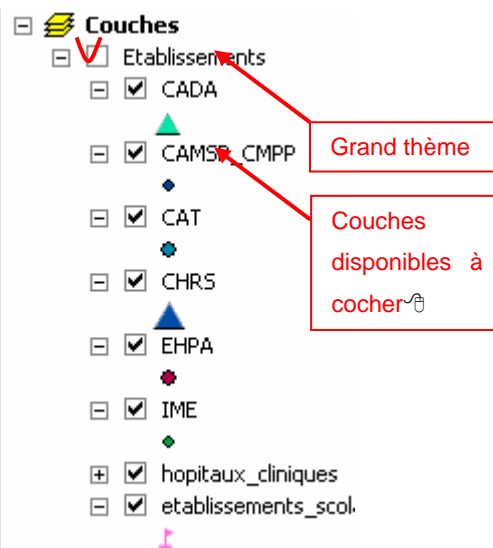 Couches
Etablissements
CADA
CAMSP_CMPP
CAT
CHRS
EHPA
IME
hopitaux_cliniques
etablissements_scol
Grand thème
Couches
disponibles à
cocher